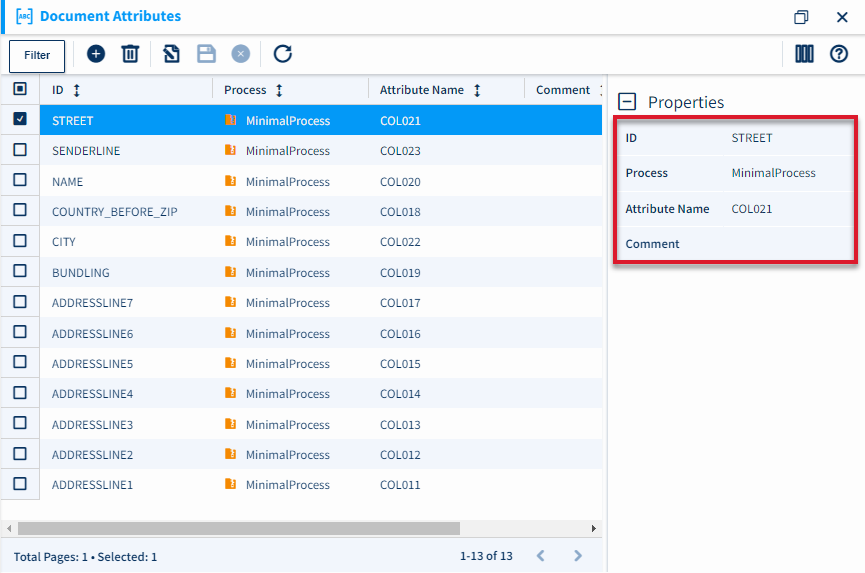 ABC Document Attributes
Filter
ID Process Attribute Name Comment
STREET MinimalProcess COL021
SENDERLINE MinimalProcess COL023
NAME MinimalProcess COL020
COUNTRY_BEFORE_ZIP MinimalProcess COL018
CITY MinimalProcess COL022
BUNDLING MinimalProcess COL019
ADDRESSLINE7 MinimalProcess COL017
ADDRESSLINE6 MinimalProcess COL016
ADDRESSLINE5 MinimalProcess COL015
ADDRESSLINE4 MinimalProcess COL014
ADDRESSLINE3 MinimalProcess COL013
ADDRESSLINE2 MinimalProcess COL012
ADDRESSLINE1 MinimalProcess COL011
Total Pages: 1 • Selected: 1 1-13 of 13
Properties
ID STREET
Process MinimalProcess
Attribute Name COL021
Comment